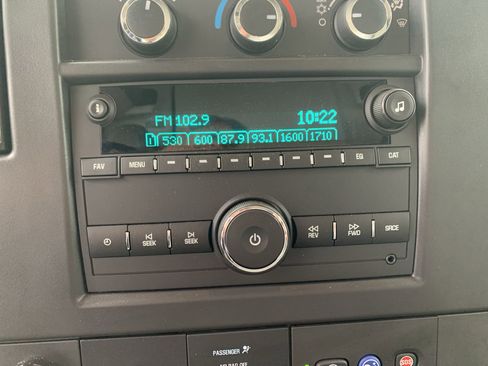 FM 102.9 10:22
1 530 600 87.9 93.1 1600 1710
FAV MENU EQ CAT
SEEK SEEK REV FWD SRCE
PASSENGER
SOS